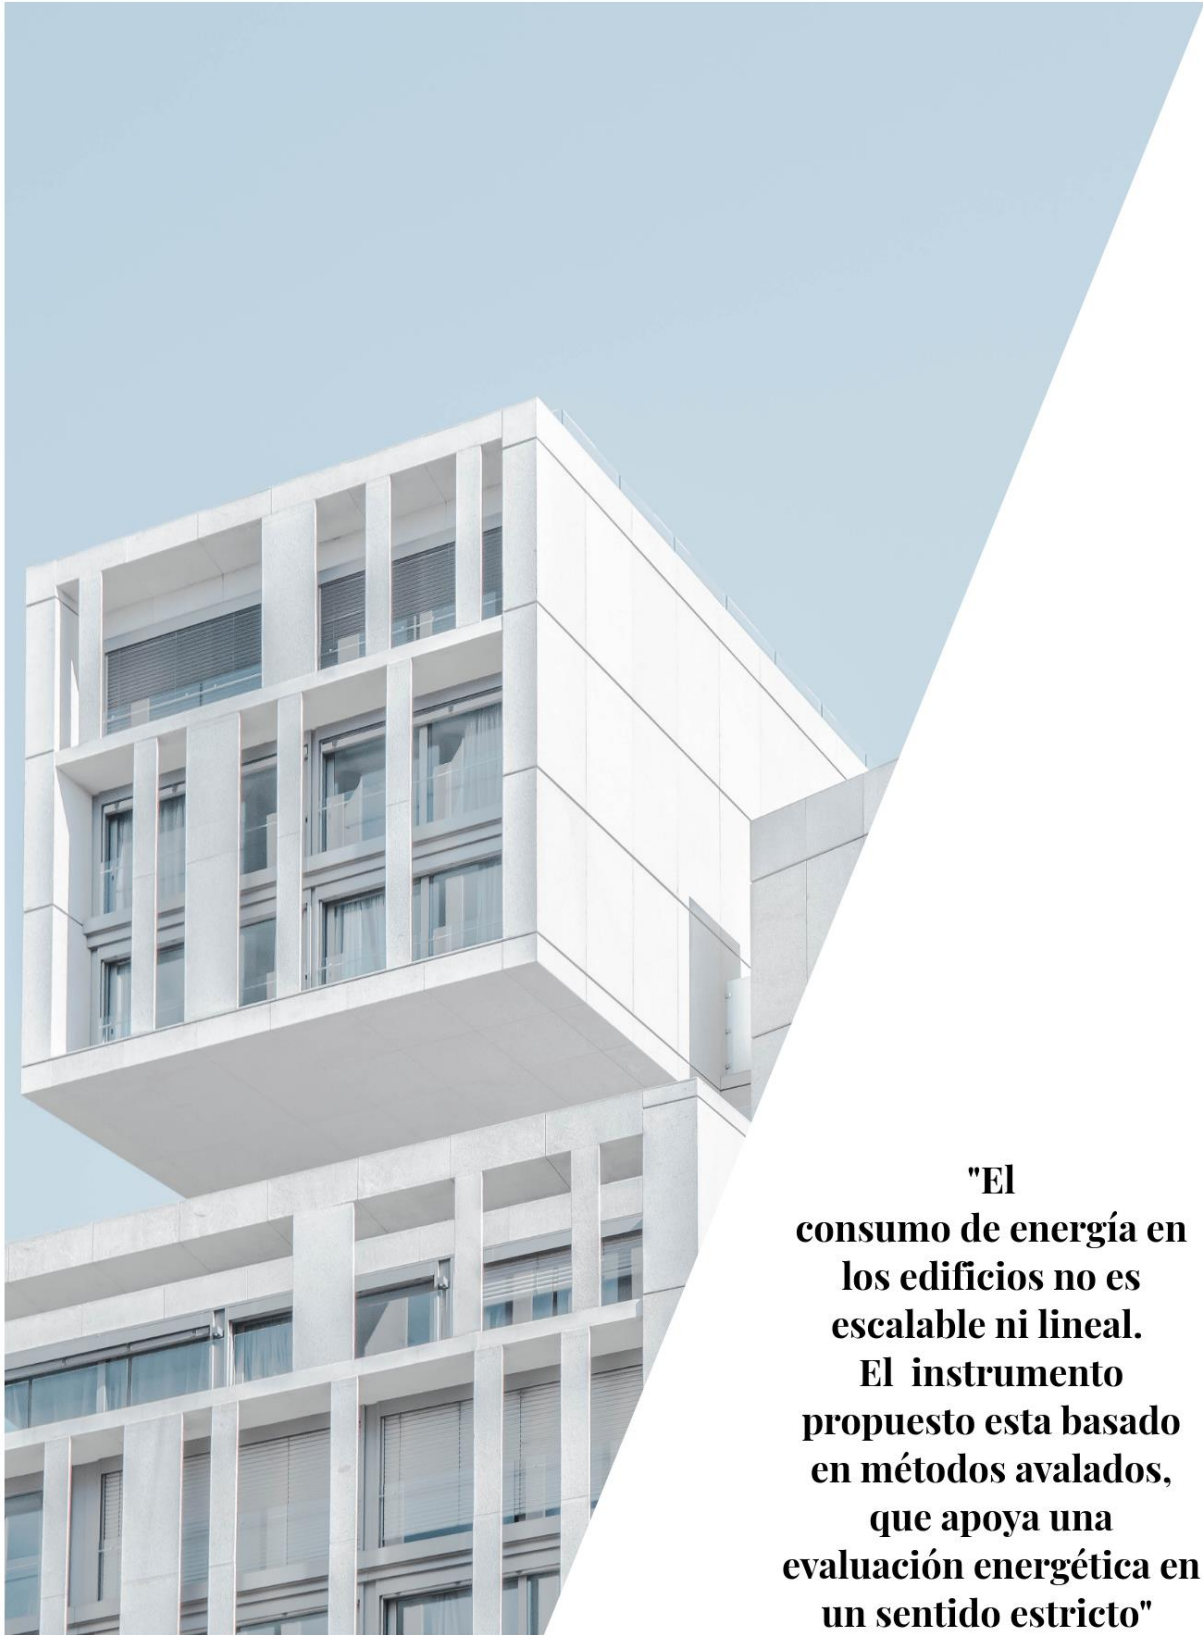 "El
consumo de energía en
los edificios no es
escalable ni lineal.
El  instrumento
propuesto esta basado
en métodos avalados,
que apoya una
evaluación energética en
un sentido estricto"